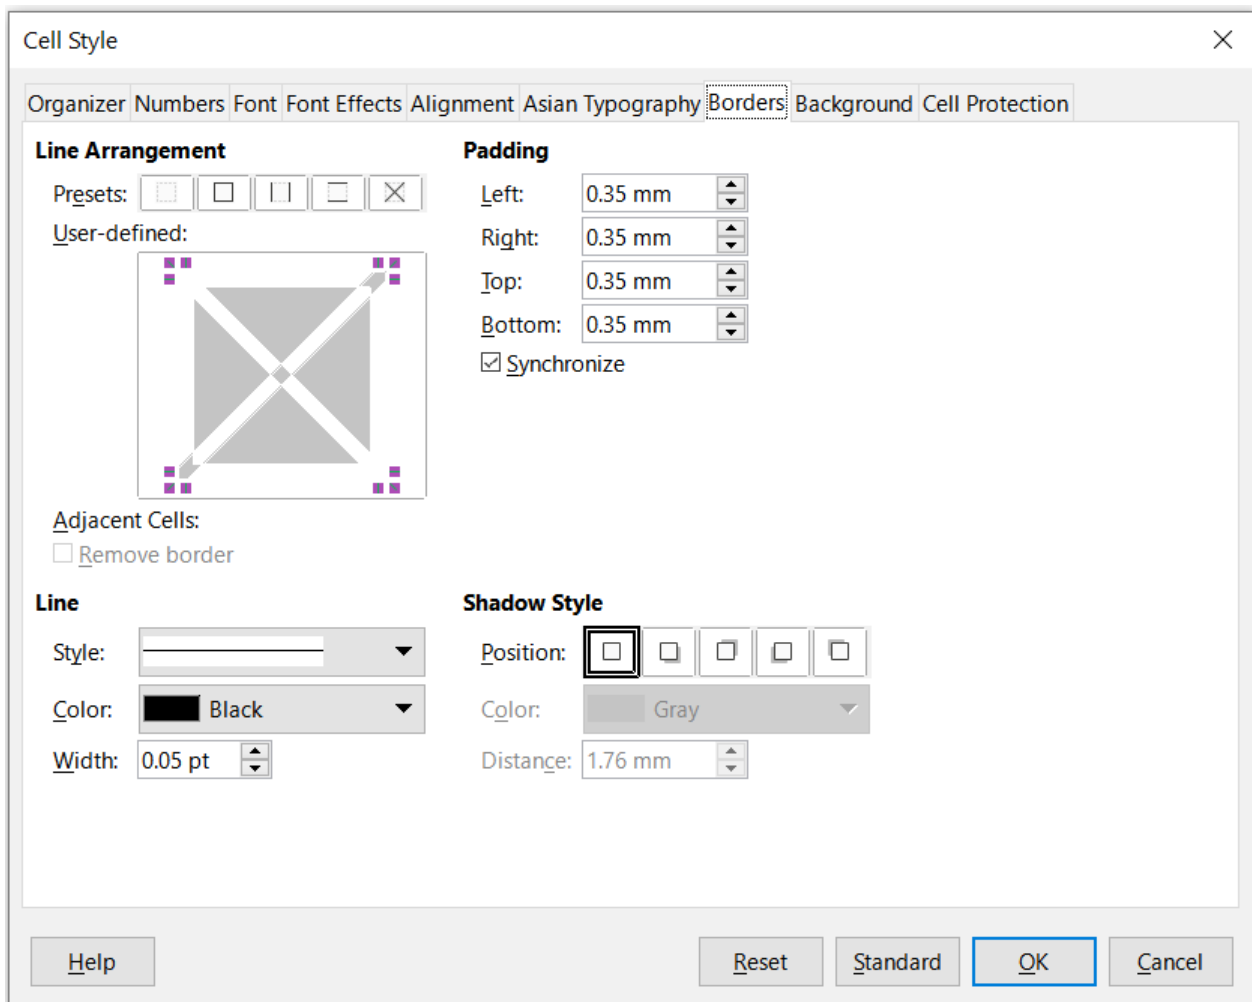 Cell Style
Organizer Numbers Font Font Effects Alignment Asian Typography Borders Background Cell Protection
Line Arrangement
Presets:
User-defined:
Adjacent Cells:
Remove border
Padding
Left: 0.35 mm
Right: 0.35 mm
Top: 0.35 mm
Bottom: 0.35 mm
Synchronize
Line
Style:
Color: Black
Width: 0.05 pt
Shadow Style
Position:
Color: Gray
Distance: 1.76 mm
Help Reset Standard OK Cancel